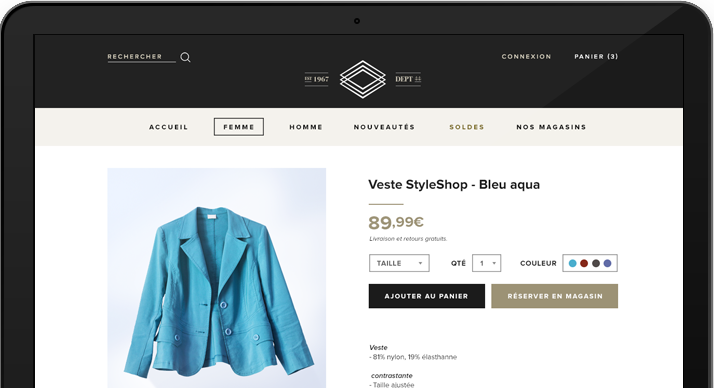 RECHERCHER
CONNEXION
PANIER (3)
EST 1967
DEPT 44
ACCUEIL
FEMME
HOMME
NOUVEAUTÉS
SOLDES
NOS MAGASINS
Veste StyleShop - Bleu aqua
89,99€
Livraison et retours gratuits.
TAILLE
QTÉ
1
COULEUR
AJOUTER AU PANIER
RÉSERVER EN MAGASIN
Veste
- 81% nylon, 19% élasthanne
contrastante
- Taille ajustée